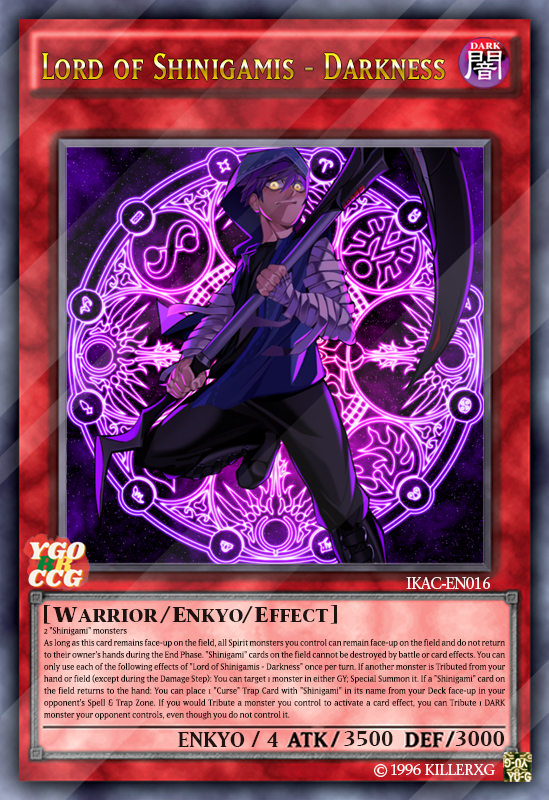 LORD OF SHINIGAMIS - DARKNESS
DARK
闇
YGO
BR
CCG
IKAC-EN016
[WARRIOR/ENKYO/EFFECT]
2 "Shinigami" monsters
As long as this card remains face-up on the field, all Spirit monsters you control can remain face-up on the field and do not return
to their owner's hands during the End Phase. "Shinigami" cards on the field cannot be destroyed by battle or card effects. You can
only use each of the following effects of "Lord of Shinigamis - Darkness" once per turn. If another monster is Tributed from your
hand or field (except during the Damage Step): You can target 1 monster in either GY; Special Summon it. If a "Shinigami" card on
the field returns to the hand: You can place 1 "Curse" Trap Card with "Shinigami" in its name from your Deck face-up in your
opponent's Spell & Trap Zone. If you would Tribute a monster you control to activate a card effect, you can Tribute 1 DARK
monster your opponent controls, even though you do not control it.
ENKYO / 4 ATK/3500 DEF/3000
© 1996 KILLERXG
YU-G
YU-G